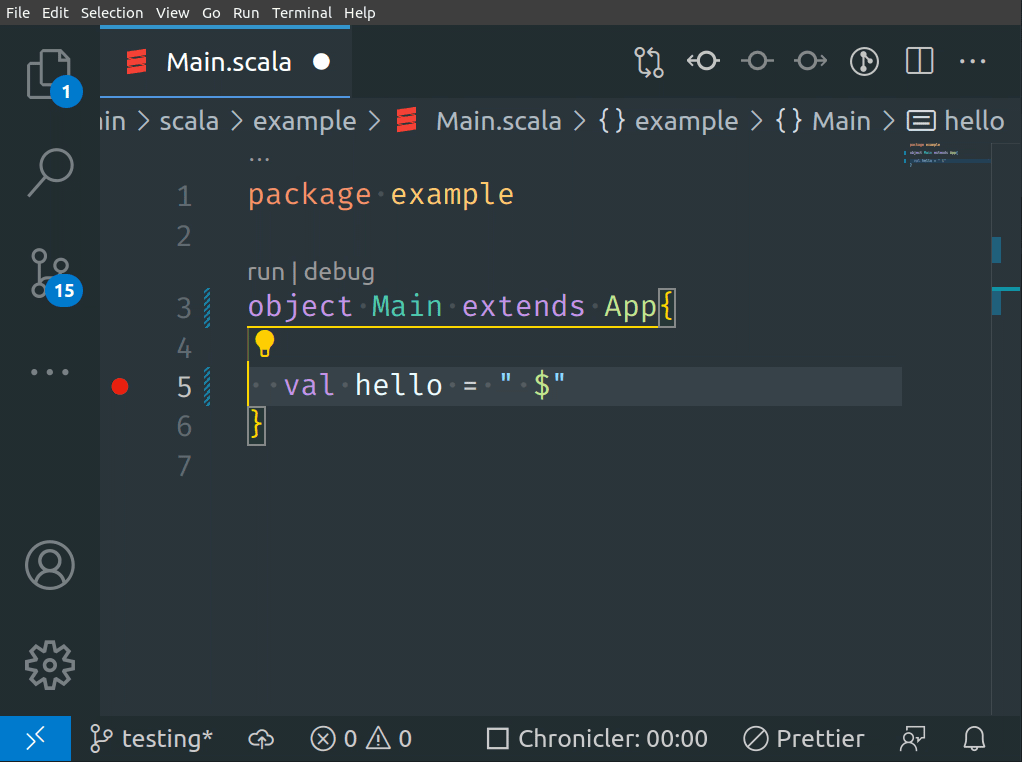 File Edit Selection View Go Run Terminal Help
1
Main.scala
in > scala > example > Main.scala > {} example > {} Main > hello
...
1 package example
2
run | debug
15
3 object Main extends App{
4
5 val hello = " $"
6 }
7
testing* 0 0 Chronicler: 00:00 Prettier